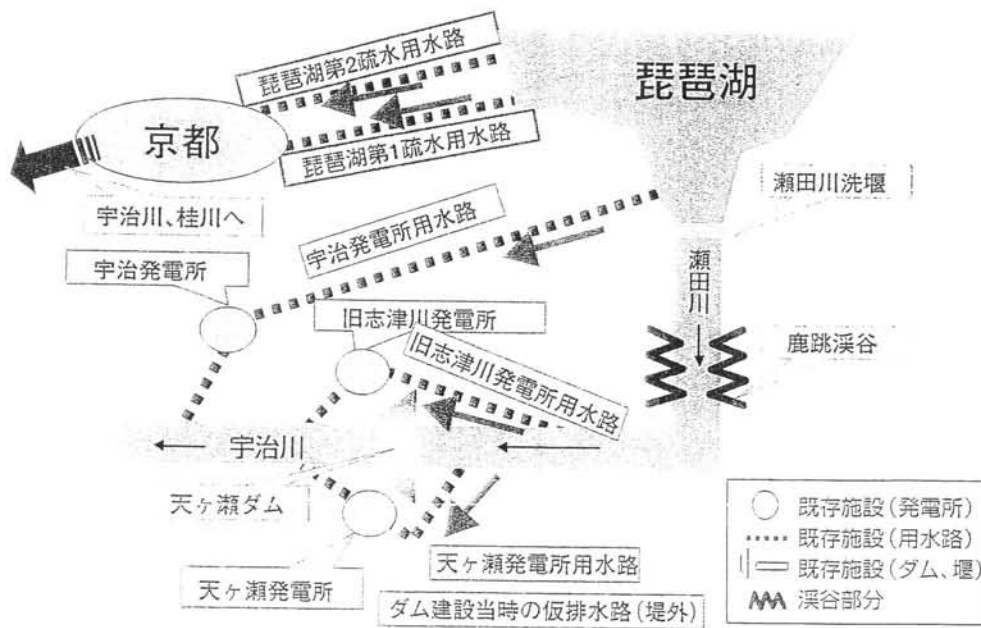 琵琶湖第2疏水用水路
琵琶湖
京都
琵琶湖第1疏水用水路
瀬田川洗堰
宇治川、桂川へ
宇治発電所用水路
宇治発電所
瀬田川
旧志津川発電所
鹿跳渓谷
旧志津川発電所用水路
宇治川
天ヶ瀬ダム
既存施設(発電所)
既存施設(用水路)
天ヶ瀬発電所用水路
既存施設(ダム、堰)
天ヶ瀬発電所
ダム建設当時の仮排水路(堤外)
渓谷部分